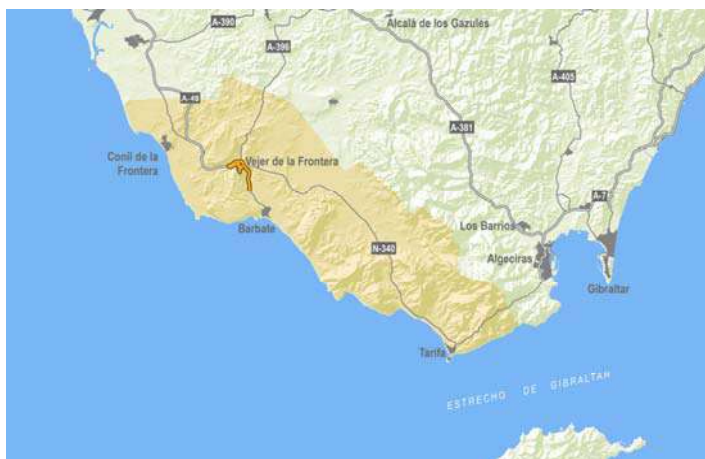 A-390
Alcalá de los Gazules
A-396
A-405
A-48
A-381
Conil de la
Frontera
Vejer de la Frontera
A-7
Los Barrios
Barbate
N-340
Algeciras
Gibraltar
Tarifa
ESTRECHO DE GIBRALTAR